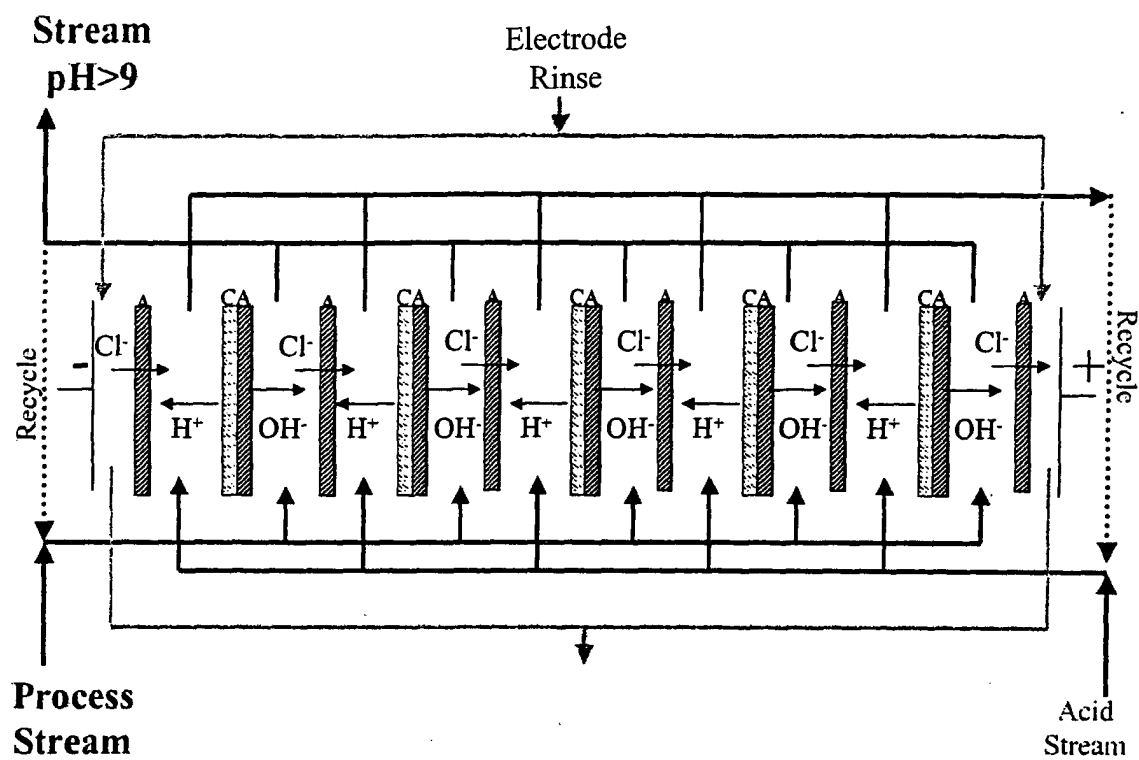 Stream
pH>9
Electrode
Rinse
A CA A CA A CA A CA A CA A
Cl- Cl- Cl- Cl- Cl- Cl-
- +
H+ OH- H+ OH- H+ OH- H+ OH- H+ OH-
Recycle
Recycle
Process
Stream
Acid
Stream